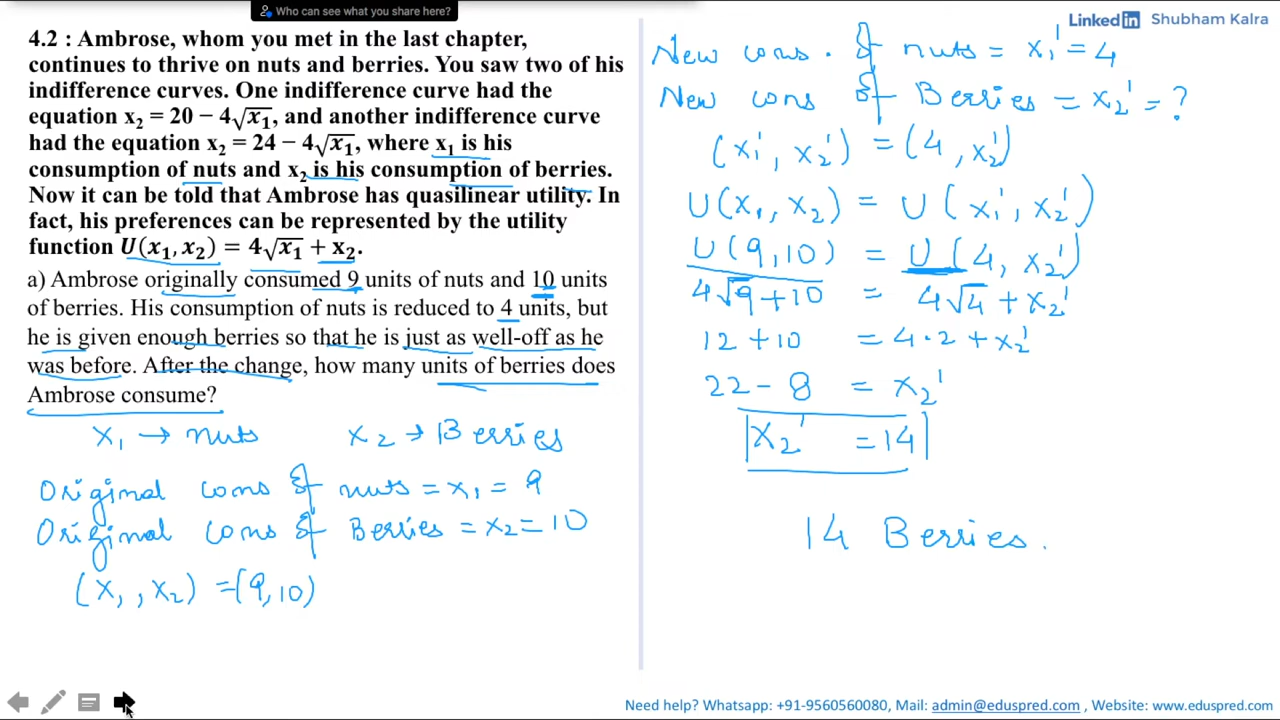 Who can see what you share here?
LinkedIn Shubham Kalra
4.2 : Ambrose, whom you met in the last chapter,
continues to thrive on nuts and berries. You saw two of his
indifference curves. One indifference curve had the
equation x₂ = 20 − 4√x₁, and another indifference curve
had the equation x₂ = 24 − 4√x₁, where x₁ is his
consumption of nuts and x₂ is his consumption of berries.
Now it can be told that Ambrose has quasilinear utility. In
fact, his preferences can be represented by the utility
function U(x₁, x₂) = 4√x₁ + x₂.
a) Ambrose originally consumed 9 units of nuts and 10 units
of berries. His consumption of nuts is reduced to 4 units, but
he is given enough berries so that he is just as well-off as he
was before. After the change, how many units of berries does
Ambrose consume?
x₁ → nuts x₂ → Berries
Original cons of nuts = x₁ = 9
Original cons of Berries = x₂ = 10
(x₁, x₂) = (9, 10)
New cons. of nuts = x₁' = 4
New cons of Berries = x₂' = ?
(x₁', x₂') = (4, x₂')
U(x₁, x₂) = U(x₁', x₂')
U(9, 10) = U(4, x₂')
4√9 + 10 = 4√4 + x₂'
12 + 10 = 4·2 + x₂'
22 − 8 = x₂'
x₂' = 14
14 Berries.
Need help? Whatsapp: +91-9560560080, Mail: admin@eduspred.com , Website: www.eduspred.com